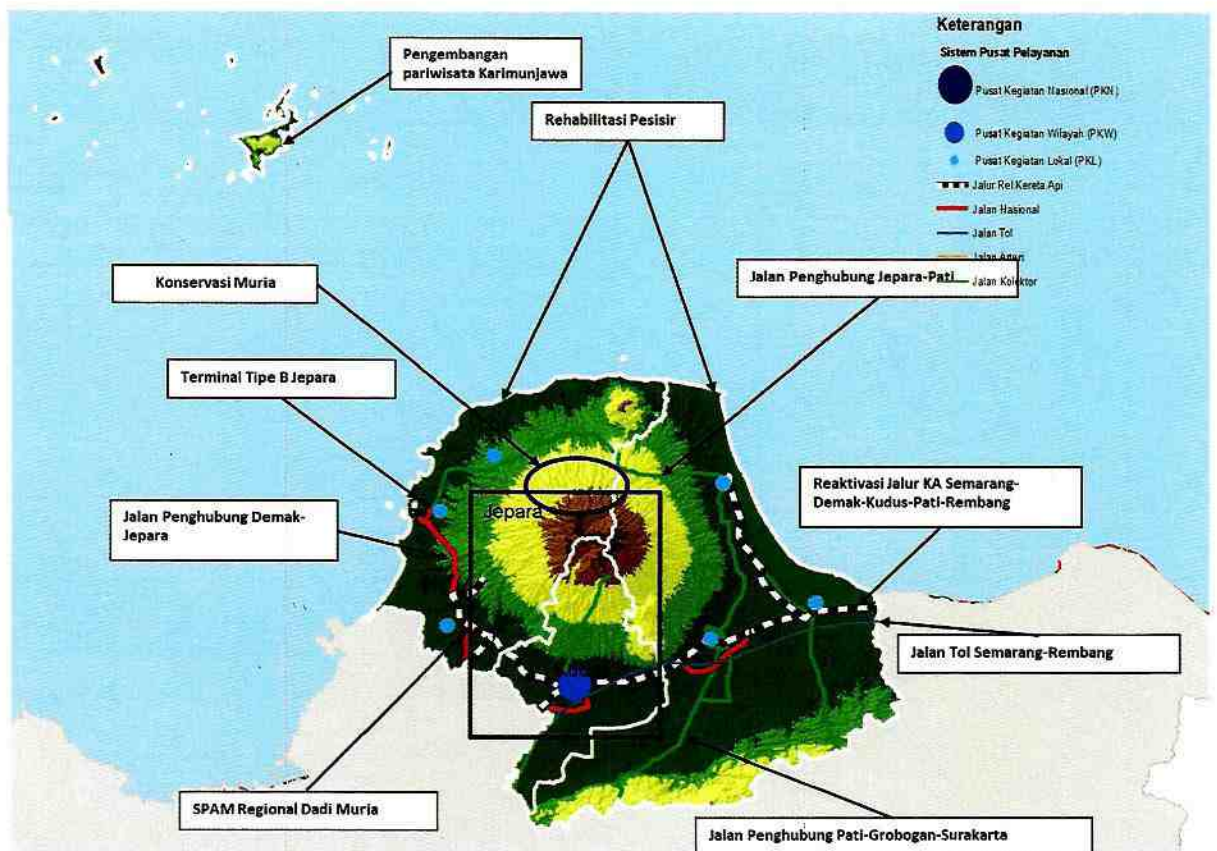 Keterangan
Sistem Pusat Pelayanan
Pusat Kegiatan Nasional (PKN)
Pusat Kegiatan Wilayah (PKW)
Pusat Kegiatan Lokal (PKL)
Jalur Rel Kereta Api
Jalan Nasional
Jalan Tol
Jalan Arteri
Jalan Kolektor
Pengembangan
pariwisata Karimunjawa
Rehabilitasi Pesisir
Konservasi Muria
Jalan Penghubung Jepara-Pati
Terminal Tipe B Jepara
Reaktivasi Jalur KA Semarang-
Demak-Kudus-Pati-Rembang
Jalan Penghubung Demak-
Jepara
Jepara
Jalan Tol Semarang-Rembang
SPAM Regional Dadi Muria
Jalan Penghubung Pati-Grobogan-Surakarta